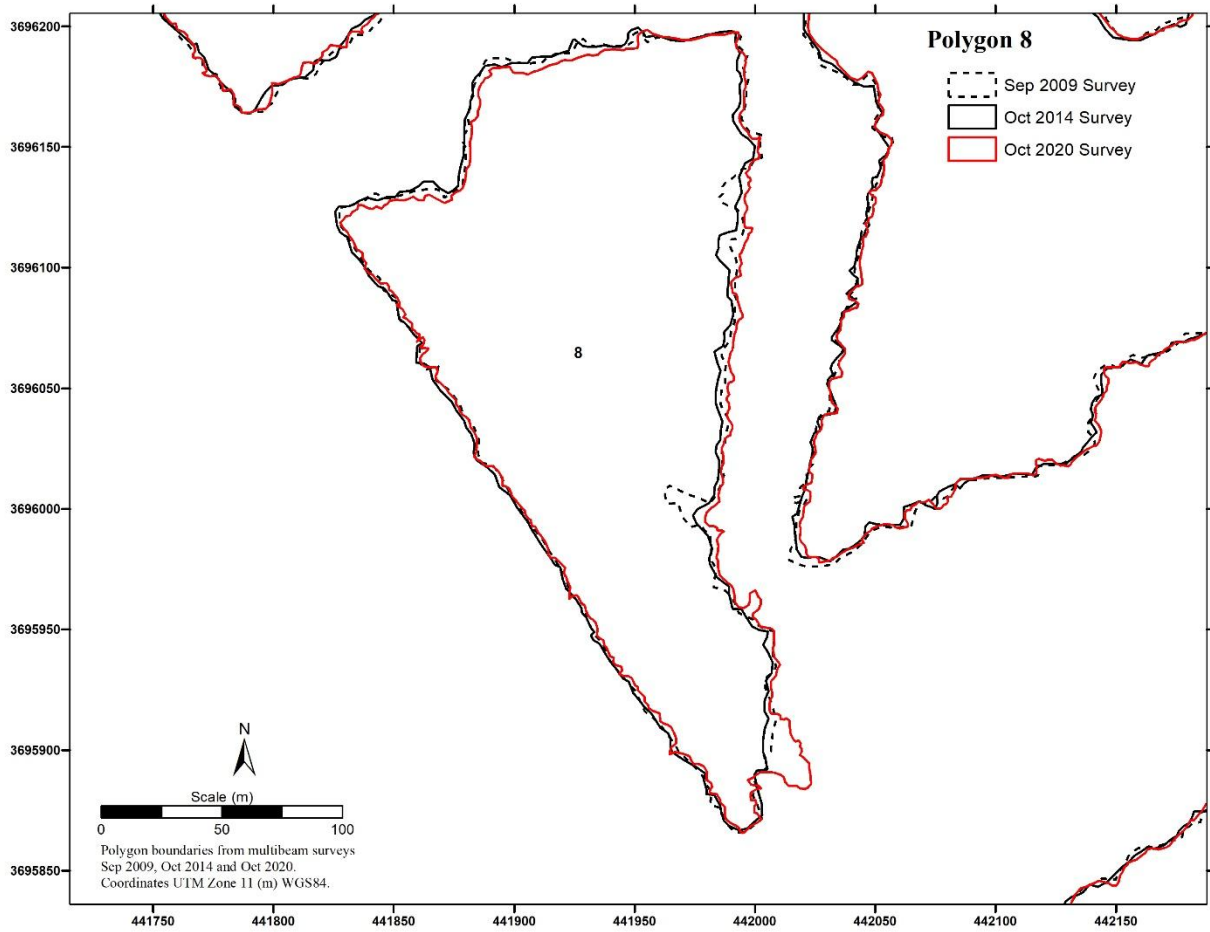 Polygon 8
Sep 2009 Survey
Oct 2014 Survey
Oct 2020 Survey
3696200
3696150
3696100
3696050
3696000
3695950
3695900
3695850
8
N
Scale (m)
0 50 100
Polygon boundaries from multibeam surveys
Sep 2009, Oct 2014 and Oct 2020.
Coordinates UTM Zone 11 (m) WGS84.
441750 441800 441850 441900 441950 442000 442050 442100 442150